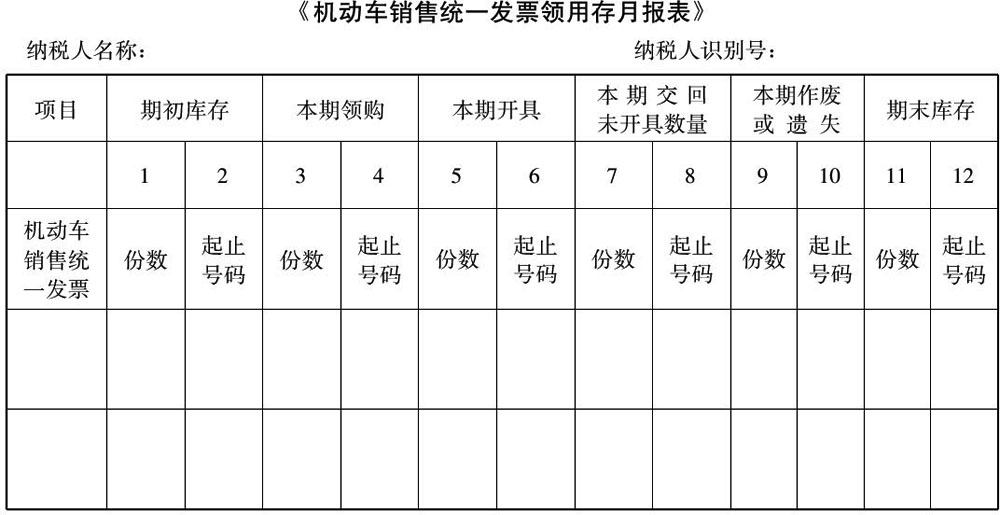 《机动车销售统一发票领用存月报表》
纳税人名称： 纳税人识别号：
项目 期初库存 本期领购 本期开具 本期交回未开具数量 本期作废或遗失 期末库存
1 2 3 4 5 6 7 8 9 10 11 12
机动车销售统一发票 份数 起止号码 份数 起止号码 份数 起止号码 份数 起止号码 份数 起止号码 份数 起止号码